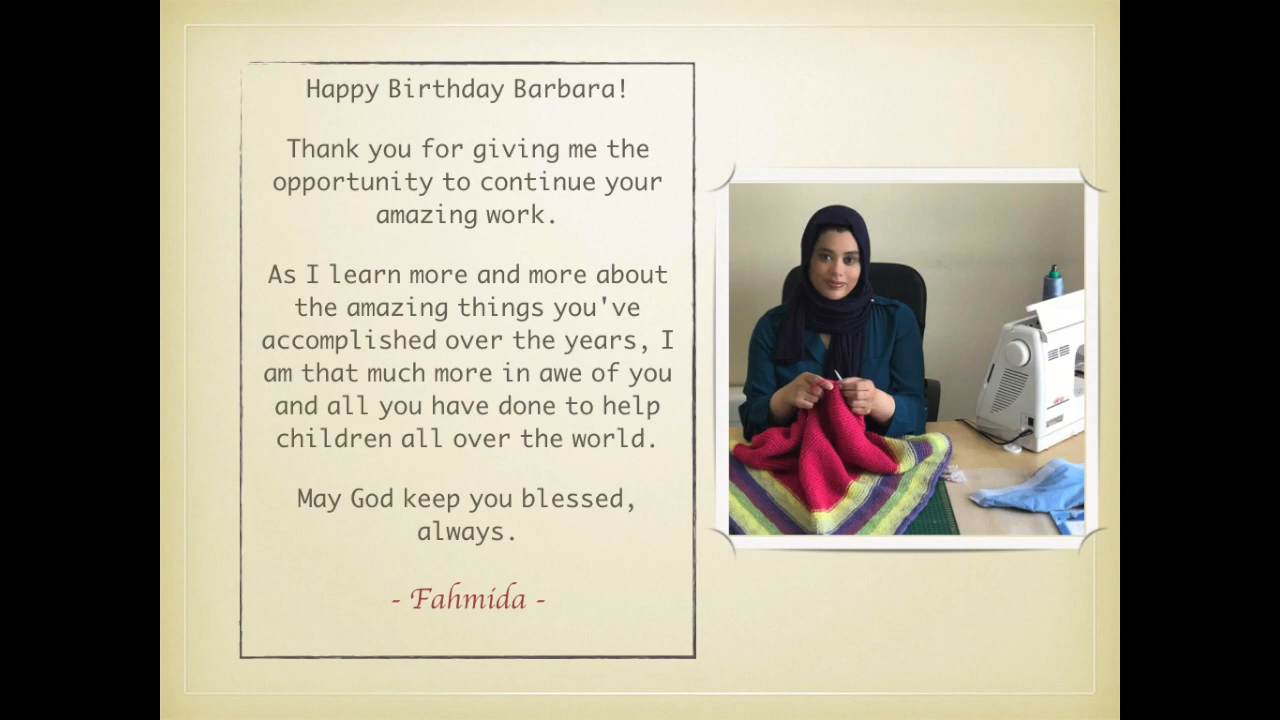 Happy Birthday Barbara!
Thank you for giving me the
opportunity to continue your
amazing work.
As I learn more and more about
the amazing things you've
accomplished over the years, I
am that much more in awe of you
and all you have done to help
children all over the world.
May God keep you blessed,
always.
- Fahmida -